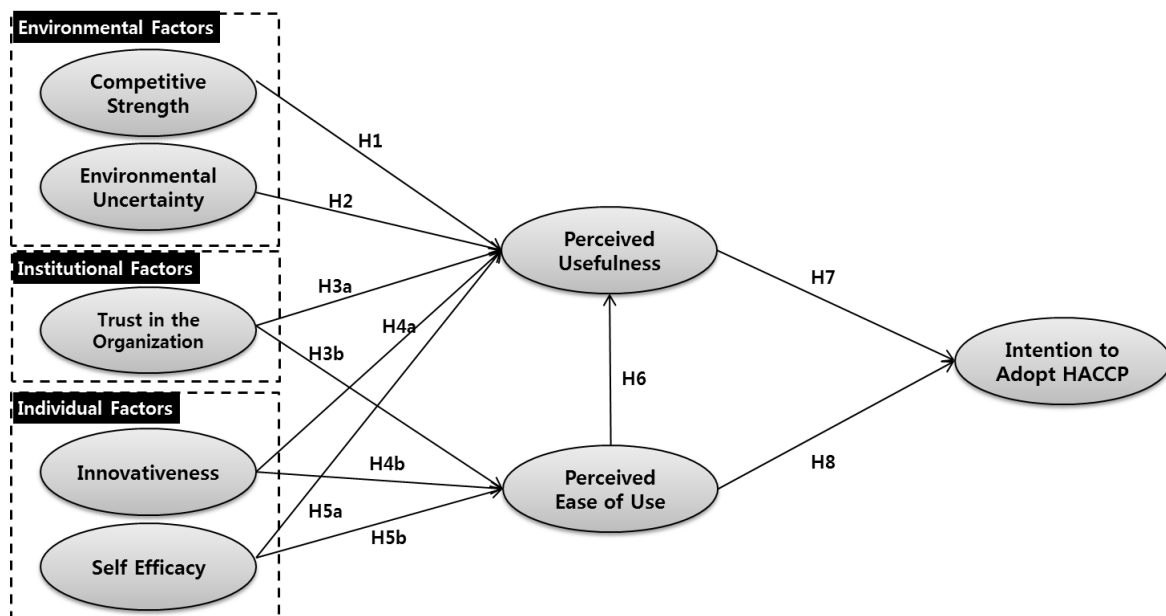 Environmental Factors
Competitive
Strength
Environmental
Uncertainty
Institutional Factors
Trust in the
Organization
Individual Factors
Innovativeness
Self Efficacy
H1
H2
H3a
H3b
H4a
H4b
H5a
H5b
Perceived
Usefulness
H6
Perceived
Ease of Use
H7
H8
Intention to
Adopt HACCP